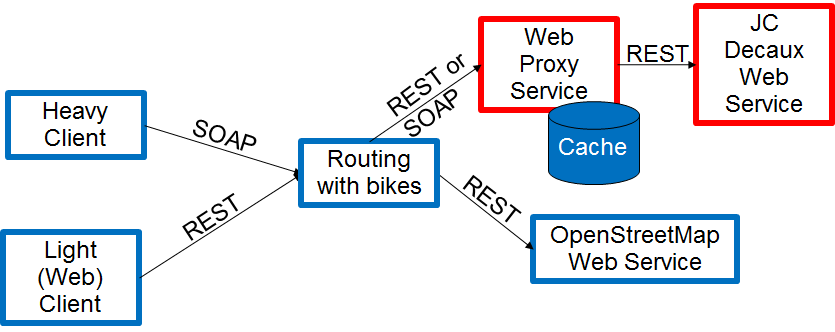 Heavy
Client
SOAP
REST
Light
(Web)
Client
Routing
with bikes
REST or
SOAP
Web
Proxy
Service
Cache
REST
JC
Decaux
Web
Service
REST
OpenStreetMap
Web Service